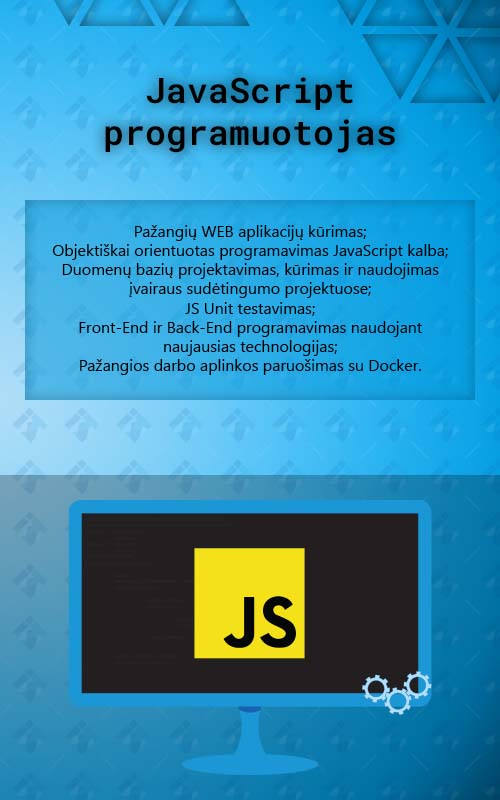 JavaScript
programuotojas
Pažangių WEB aplikacijų kūrimas;
Objektiškai orientuotas programavimas JavaScript kalba;
Duomenų bazių projektavimas, kūrimas ir naudojimas
įvairaus sudėtingumo projektuose;
JS Unit testavimas;
Front-End ir Back-End programavimas naudojant
naujausias technologijas;
Pažangios darbo aplinkos paruošimas su Docker.
JS